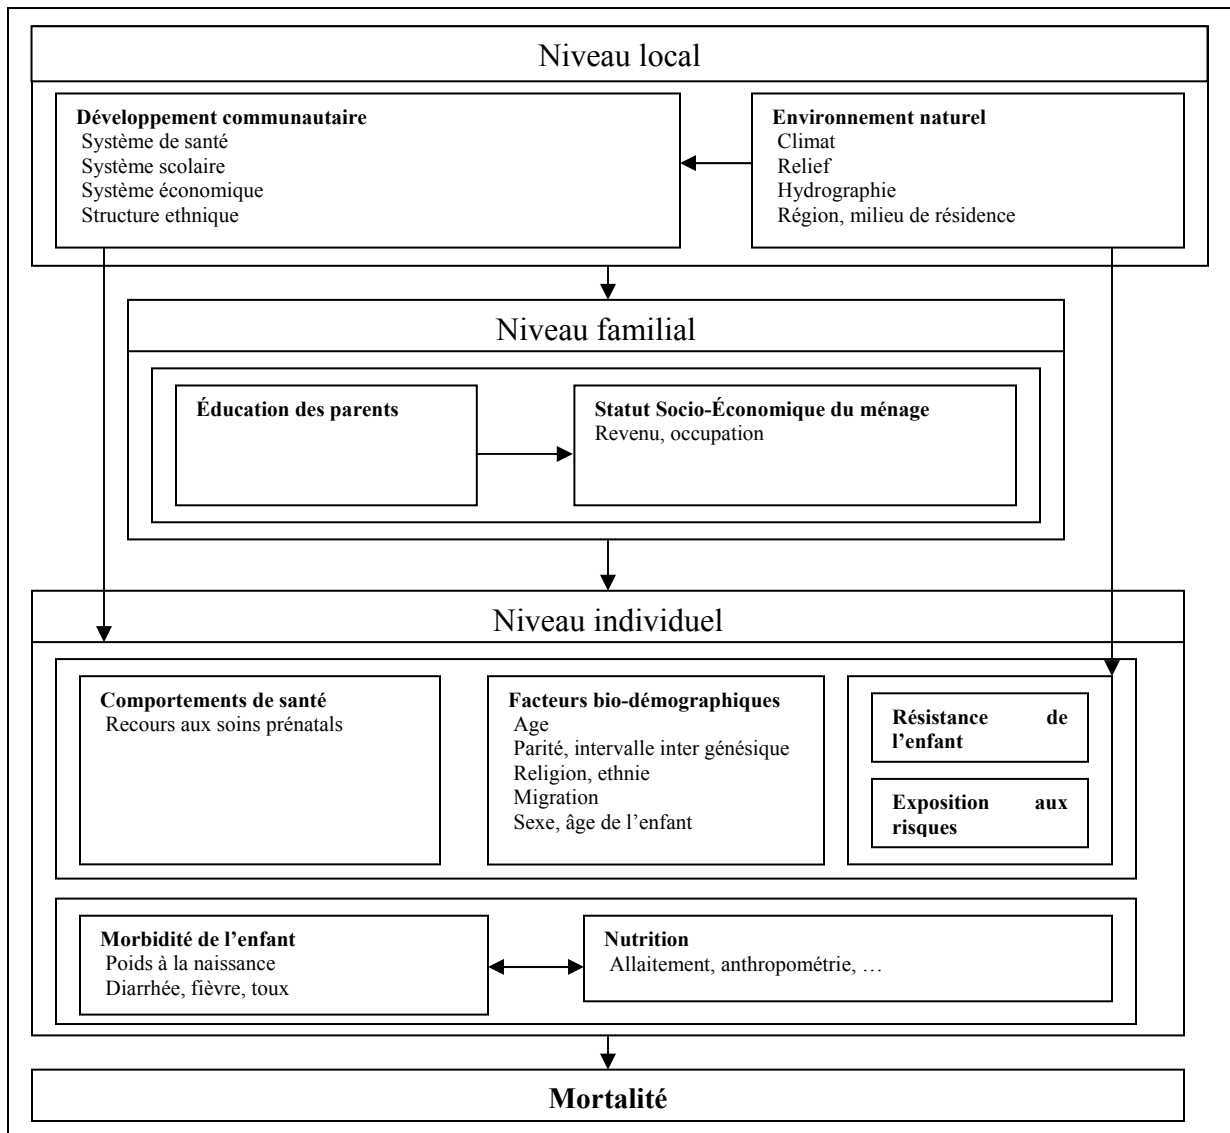 Niveau local
Développement communautaire
Système de santé
Système scolaire
Système économique
Structure ethnique
Environnement naturel
Climat
Relief
Hydrographie
Région, milieu de résidence
Niveau familial
Éducation des parents
Statut Socio-Économique du ménage
Revenu, occupation
Niveau individuel
Comportements de santé
Recours aux soins prénatals
Facteurs bio-démographiques
Age
Parité, intervalle inter génésique
Religion, ethnie
Migration
Sexe, âge de l’enfant
Résistance de
l’enfant
Exposition aux
risques
Morbidité de l’enfant
Poids à la naissance
Diarrhée, fièvre, toux
Nutrition
Allaitement, anthropométrie, …
Mortalité